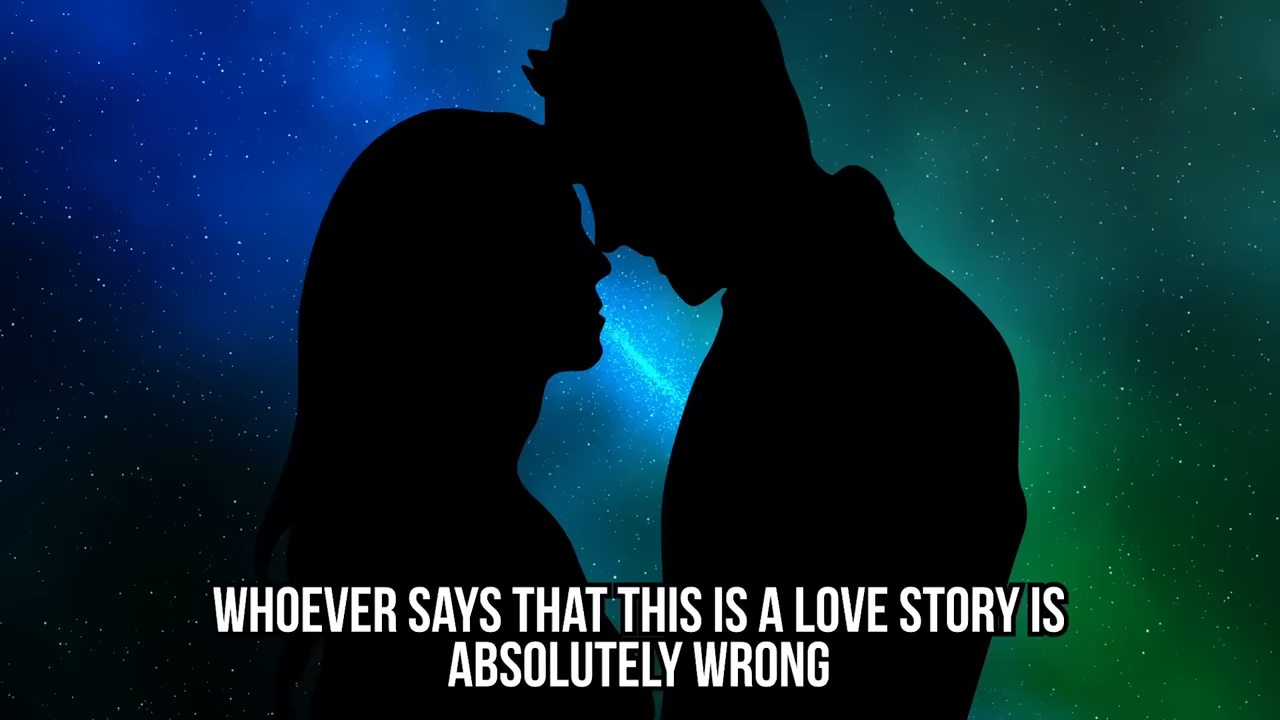 WHOEVER SAYS THAT THIS IS A LOVE STORY IS
ABSOLUTELY WRONG